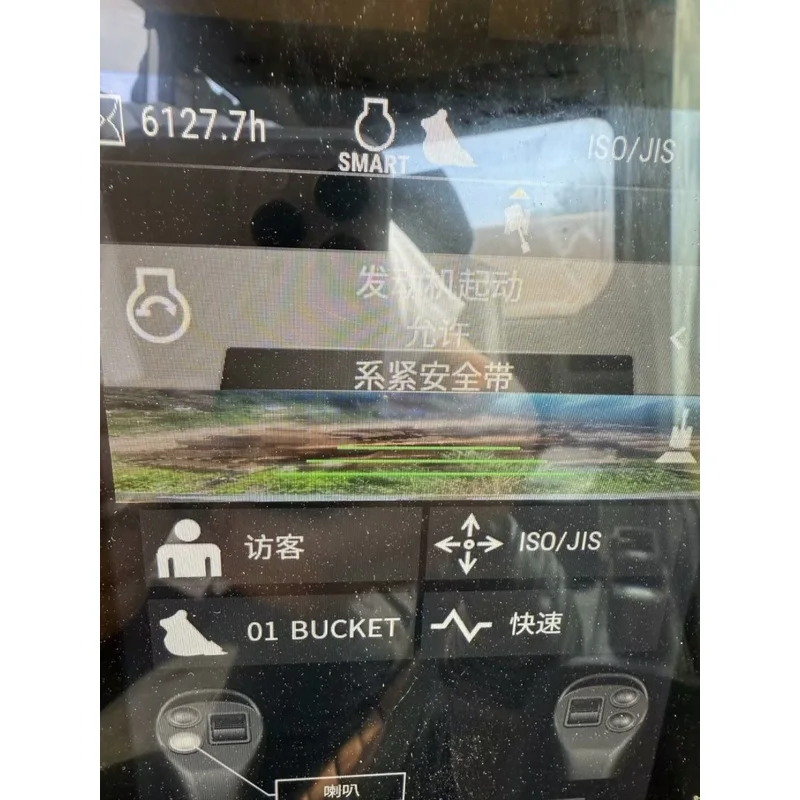 6127.7h
SMART
ISO/JIS
发动机起动
允许
系紧安全带
访客
ISO/JIS
01 BUCKET
快速
喇叭